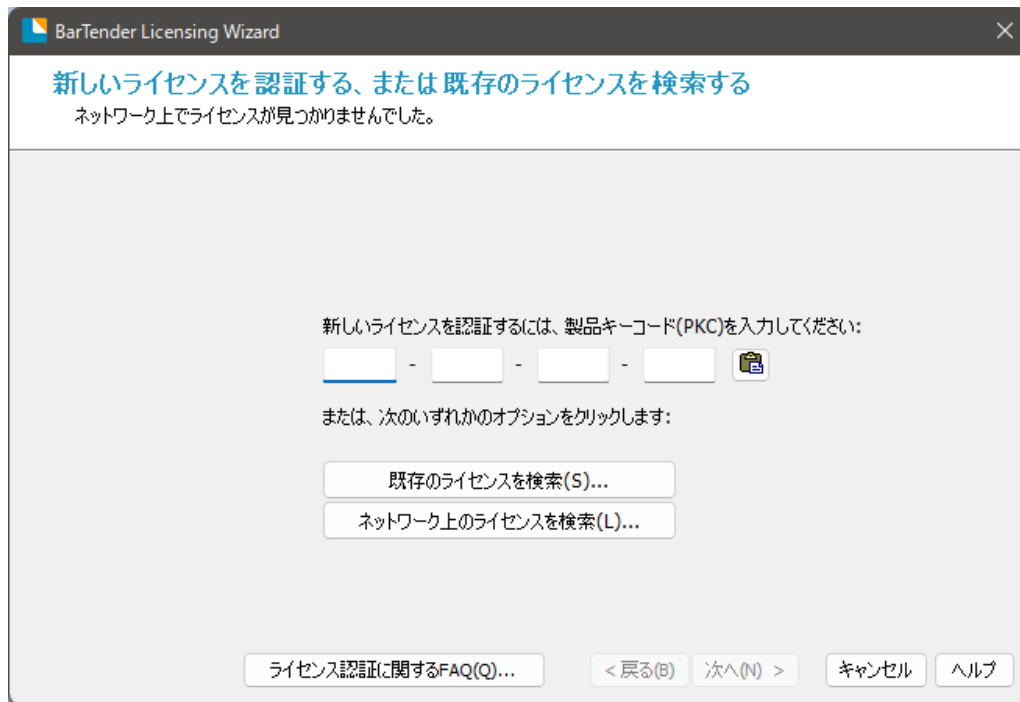 BarTender Licensing Wizard
新しいライセンスを認証する、または既存のライセンスを検索する
ネットワーク上でライセンスが見つかりませんでした。
新しいライセンスを認証するには、製品キーコード(PKC)を入力してください:
- - -
または、次のいずれかのオプションをクリックします:
既存のライセンスを検索(S)...
ネットワーク上のライセンスを検索(L)...
ライセンス認証に関するFAQ(Q)... < 戻る(B) 次へ(N) > キャンセル ヘルプ